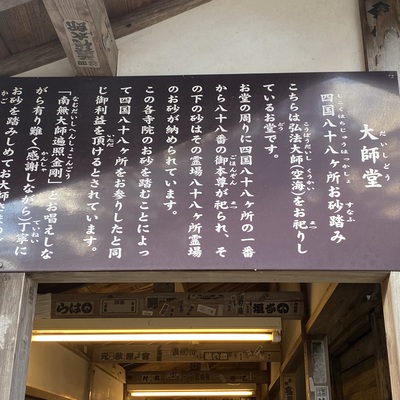 大師堂
四国八十八ヶ所お砂踏み
こちらは弘法大師(空海)をお祀りし
ているお堂です。
お堂の周りに四国八十八ヶ所の一番
から八十八番の御本尊が祀られ、そ
の下の砂はその霊場八十八ヶ所霊場
のお砂が納められています。
この各寺院のお砂を踏むことによっ
て四国八十八ヶ所をお参りしたと同
じ御利益を頂けるとされています。
「南無大師遍照金剛」とお唱えしな
がら有り難く感謝しながら丁寧に
お砂を踏みしめてお大師さまの